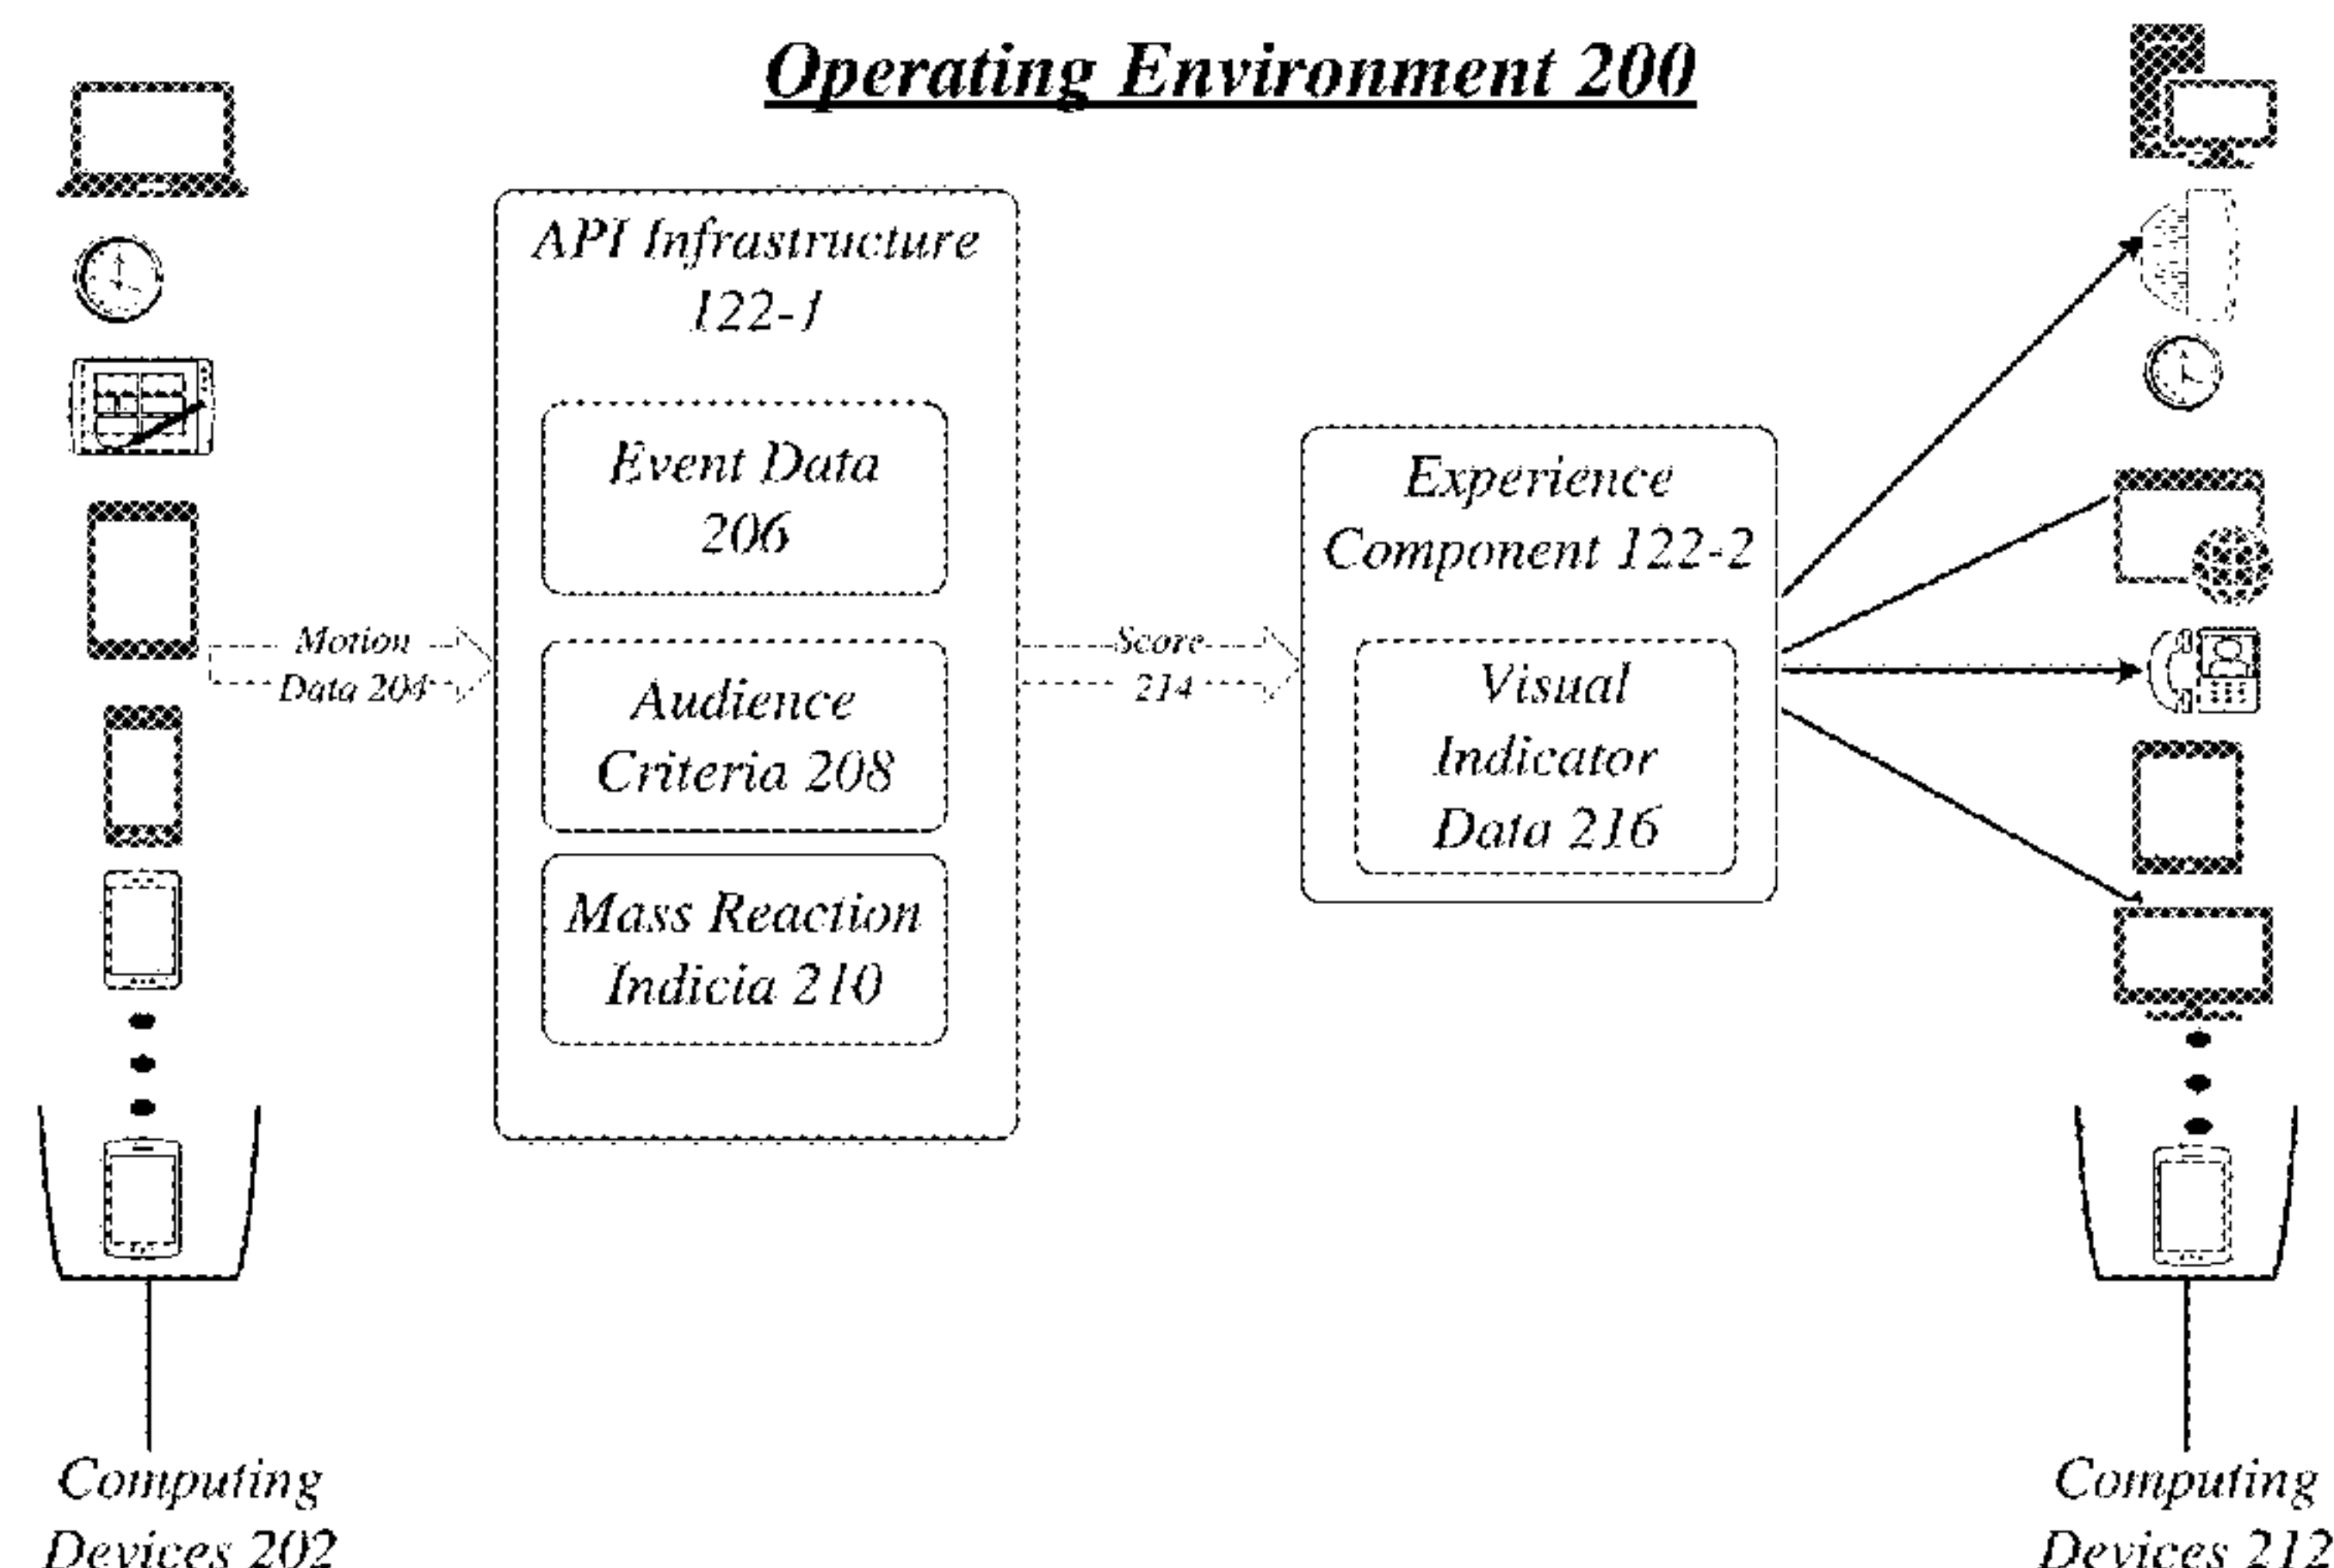 Operating Environment 200
API Infrastructure
122-1
Event Data
206
Audience
Criteria 208
Mass Reaction
Indicia 210
Motion
Data 204
Score
214
Experience
Component 122-2
Visual
Indicator
Data 216
Computing
Devices 202
Computing
Devices 212